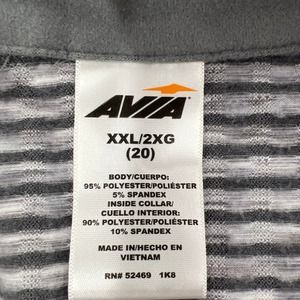 AVIA
XXL/2XG
(20)
BODY/CUERPO:
95% POLYESTER/POLIÉSTER
5% SPANDEX
INSIDE COLLAR/
CUELLO INTERIOR:
90% POLYESTER/POLIÉSTER
10% SPANDEX
MADE IN/HECHO EN
VIETNAM
RN# 52469 1K8